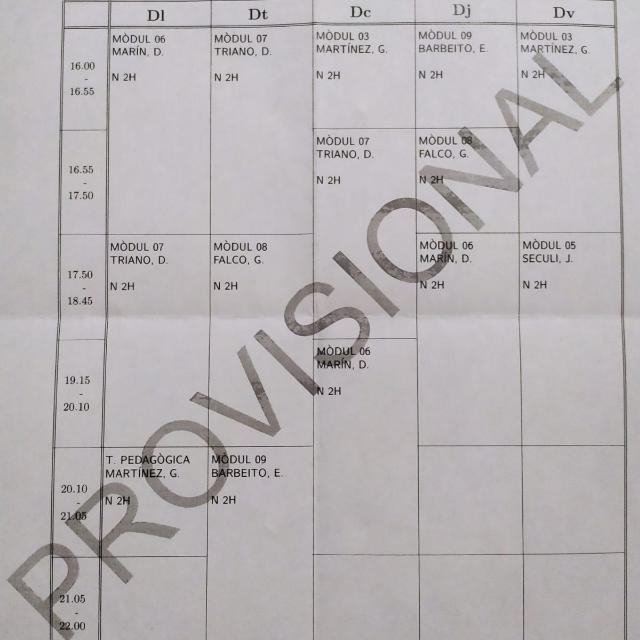 Dl Dt Dc Dj Dv
16.00
-
16.55
MÒDUL 06
MARÍN, D.
N 2H
MÒDUL 07
TRIANO, D.
N 2H
MÒDUL 03
MARTÍNEZ, G.
N 2H
MÒDUL 09
BARBEITO, E.
N 2H
MÒDUL 03
MARTÍNEZ, G.
N 2H
16.55
-
17.50
MÒDUL 07
TRIANO, D.
N 2H
MÒDUL 08
FALCO, G.
N 2H
17.50
-
18.45
MÒDUL 07
TRIANO, D.
N 2H
MÒDUL 08
FALCO, G.
N 2H
MÒDUL 06
MARÍN, D.
N 2H
MÒDUL 05
SECULI, J.
N 2H
19.15
-
20.10
MÒDUL 06
MARÍN, D.
N 2H
20.10
-
21.05
T. PEDAGÒGICA
MARTÍNEZ, G.
N 2H
MÒDUL 09
BARBEITO, E.
N 2H
21.05
-
22.00
PROVISIONAL